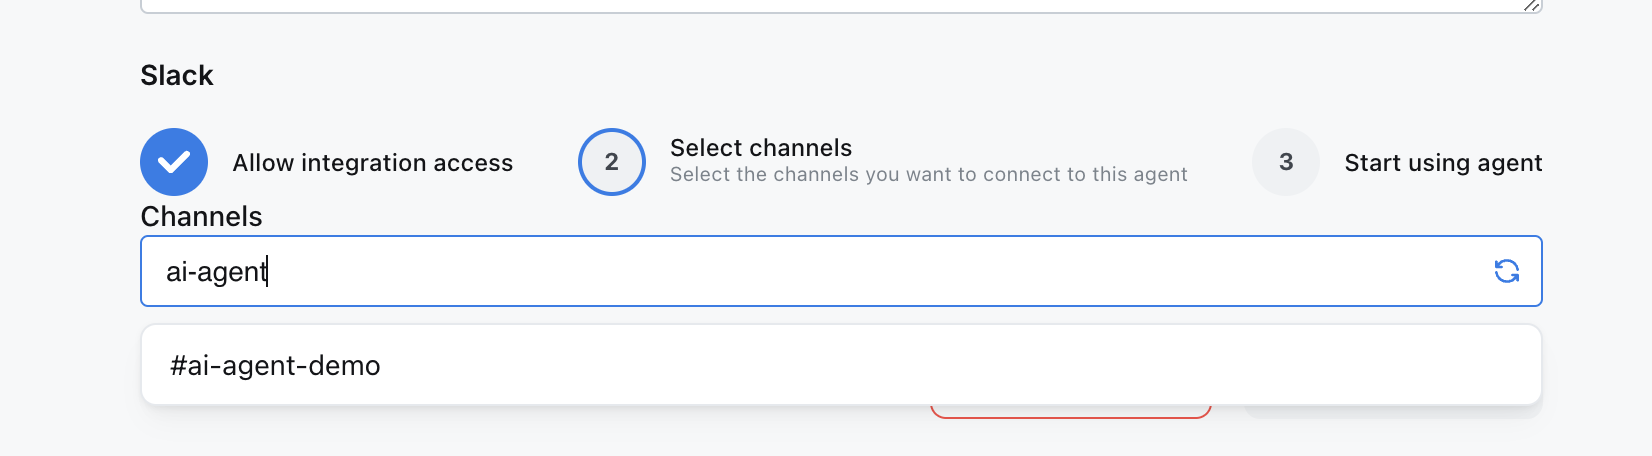 Slack
Allow integration access
2
Select channels
Select the channels you want to connect to this agent
3
Start using agent
Channels
ai-agent
#ai-agent-demo